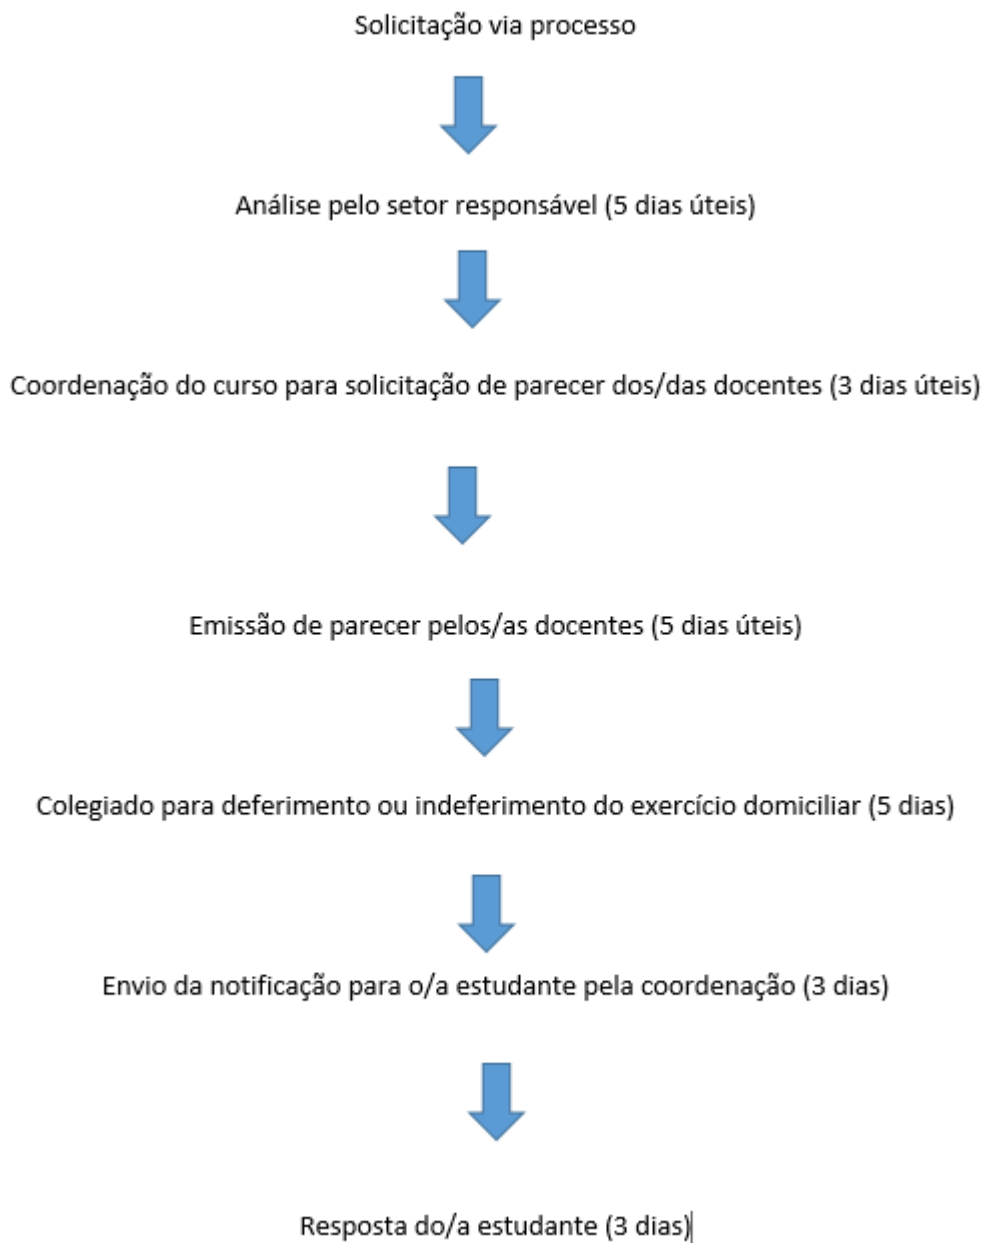 Solicitação via processo
Análise pelo setor responsável (5 dias úteis)
Coordenação do curso para solicitação de parecer dos/das docentes (3 dias úteis)
Emissão de parecer pelos/as docentes (5 dias úteis)
Colegiado para deferimento ou indeferimento do exercício domiciliar (5 dias)
Envio da notificação para o/a estudante pela coordenação (3 dias)
Resposta do/a estudante (3 dias)